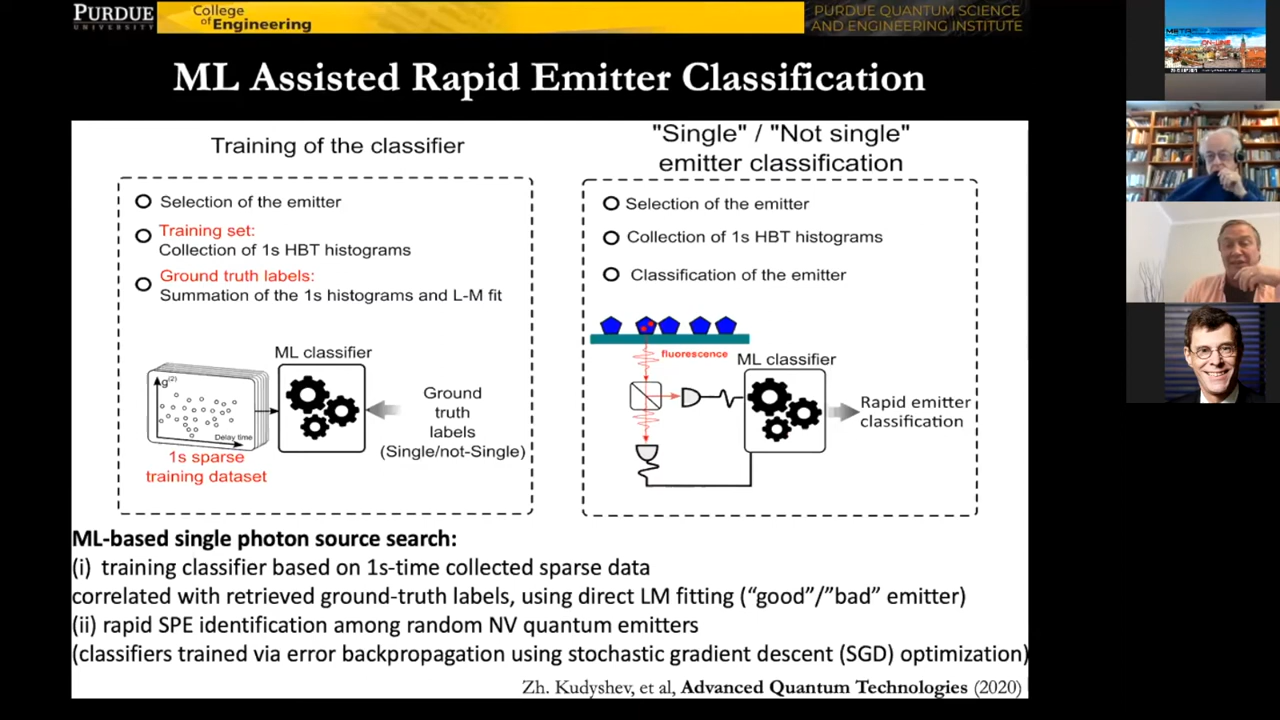 PURDUE
UNIVERSITY
College
of Engineering
PURDUE QUANTUM SCIENCE
AND ENGINEERING INSTITUTE
ML Assisted Rapid Emitter Classification
Training of the classifier
Selection of the emitter
Training set:
Collection of 1s HBT histograms
Ground truth labels:
Summation of the 1s histograms and L-M fit
ML classifier
g(2)
Delay time
1s sparse
training dataset
Ground
truth
labels
(Single/not-Single)
"Single" / "Not single"
emitter classification
Selection of the emitter
Collection of 1s HBT histograms
Classification of the emitter
fluorescence
ML classifier
Rapid emitter
classification
ML-based single photon source search:
(i) training classifier based on 1s-time collected sparse data
correlated with retrieved ground-truth labels, using direct LM fitting (“good”/”bad” emitter)
(ii) rapid SPE identification among random NV quantum emitters
(classifiers trained via error backpropagation using stochastic gradient descent (SGD) optimization)
Zh. Kudyshev, et al, Advanced Quantum Technologies (2020)
META
ON-LINE